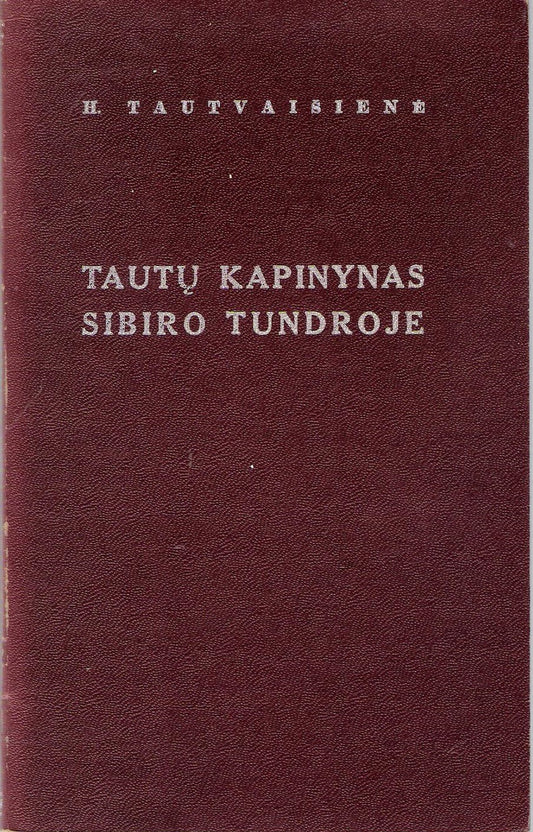 H. TAUTVAIŠIENĖ
TAUTŲ KAPINYNAS
SIBIRO TUNDROJE